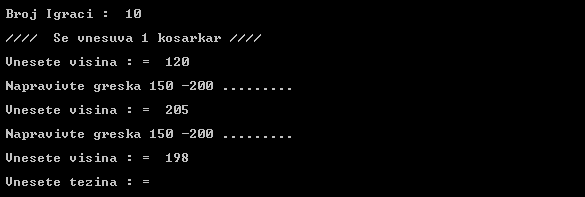 Broj Igraci :  10
////  Se vnesuva 1 kosarkar ////
Vnesete visina : =  120
Napravivte greska 150 -200 .........
Vnesete visina : =  205
Napravivte greska 150 -200 .........
Vnesete visina : =  198
Vnesete tezina : =